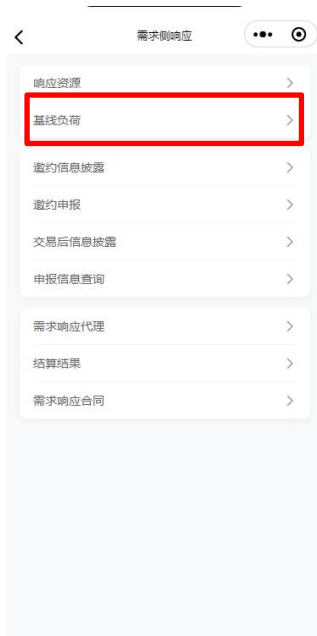 需求侧响应
响应资源
基线负荷
邀约信息披露
邀约申报
交易后信息披露
申报信息查询
需求响应代理
结算结果
需求响应合同